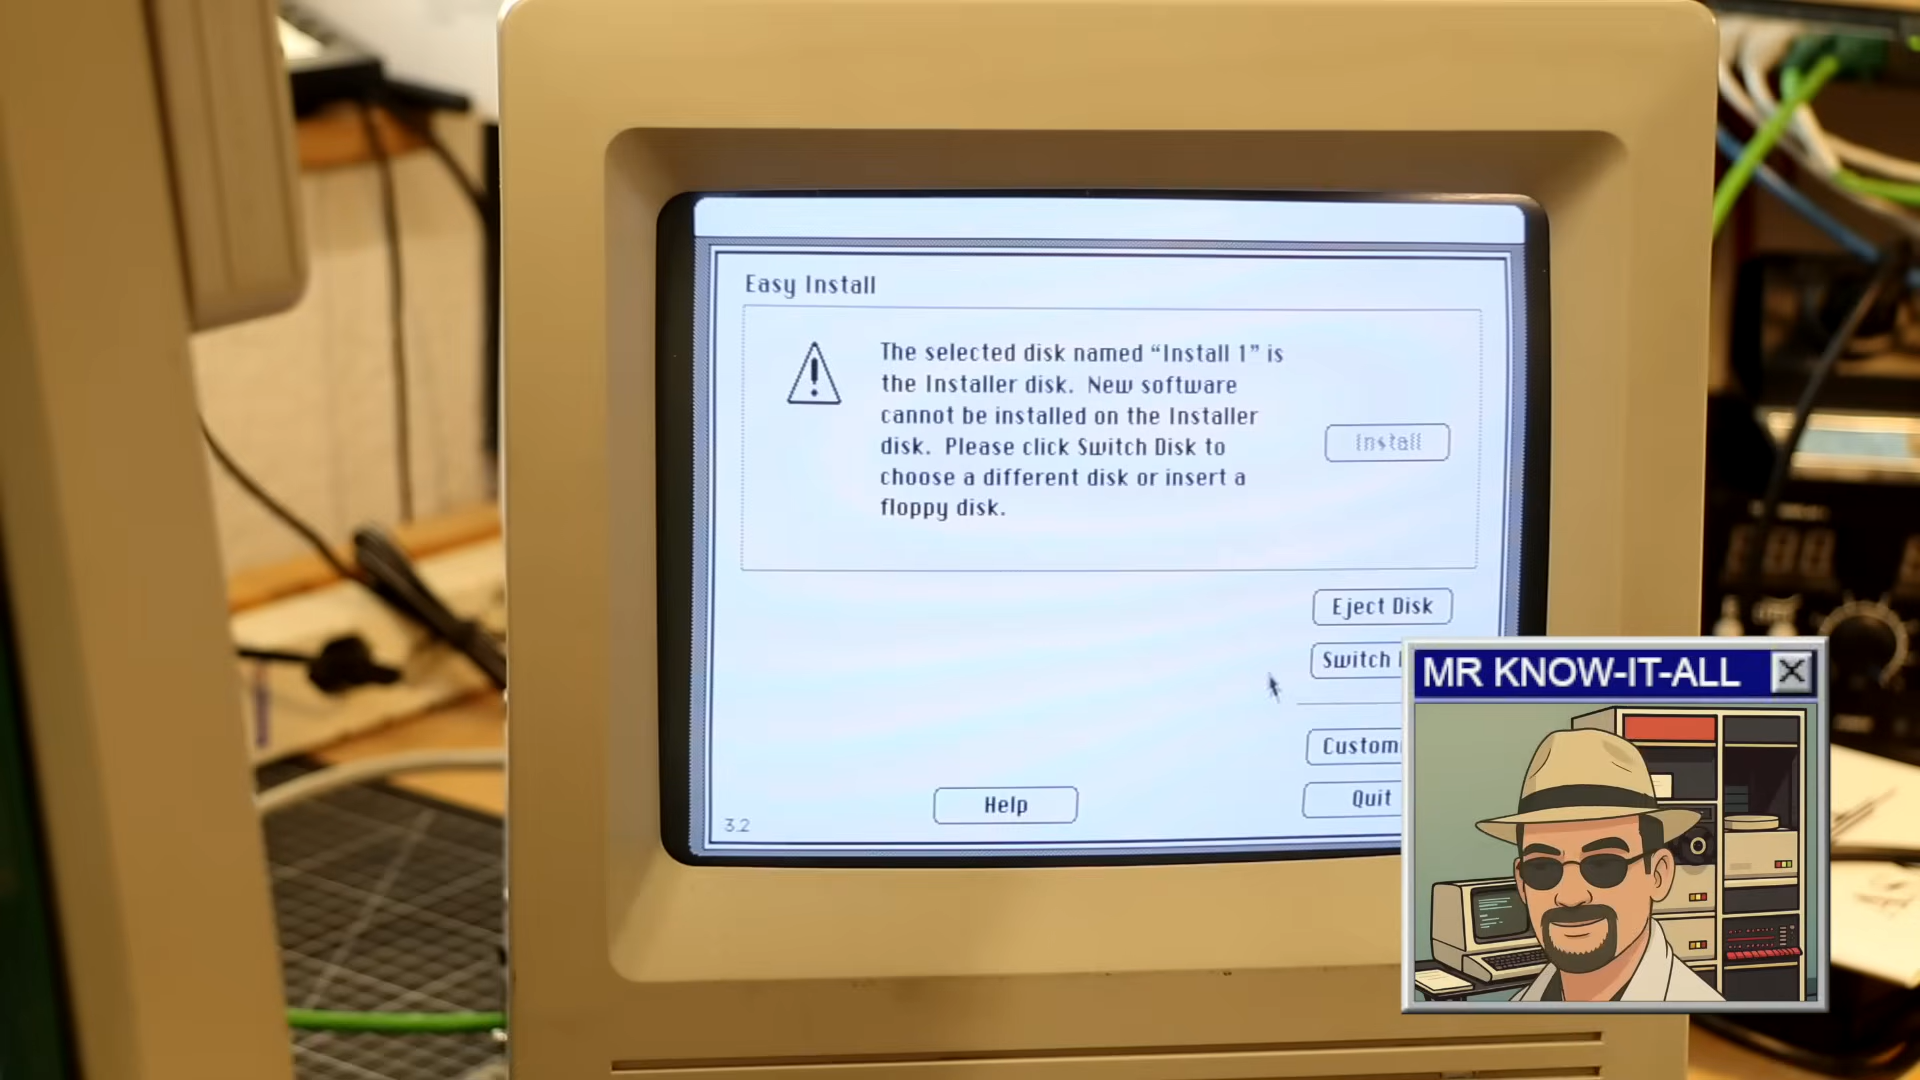 Easy Install
The selected disk named “Install 1” is
the Installer disk.  New software
cannot be installed on the Installer
disk.  Please click Switch Disk to
choose a different disk or insert a
floppy disk.
Install
Eject Disk
Switch
Custom
Quit
Help
3.2
MR KNOW-IT-ALL